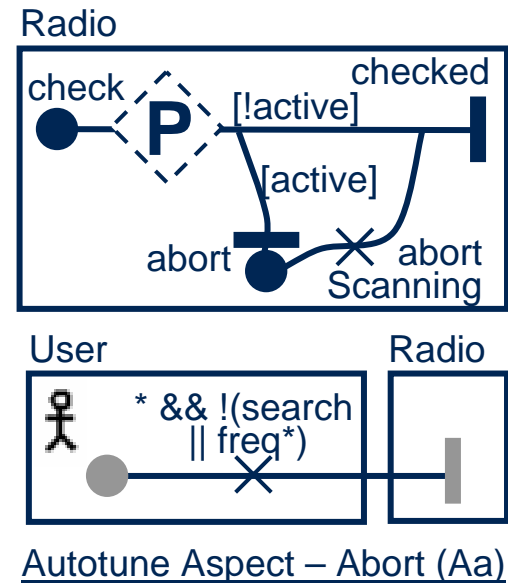 Radio
check
P
[!active]
checked
[active]
abort
abort
Scanning
User
Radio
* && !(search
|| freq*)
Autotune Aspect – Abort (Aa)